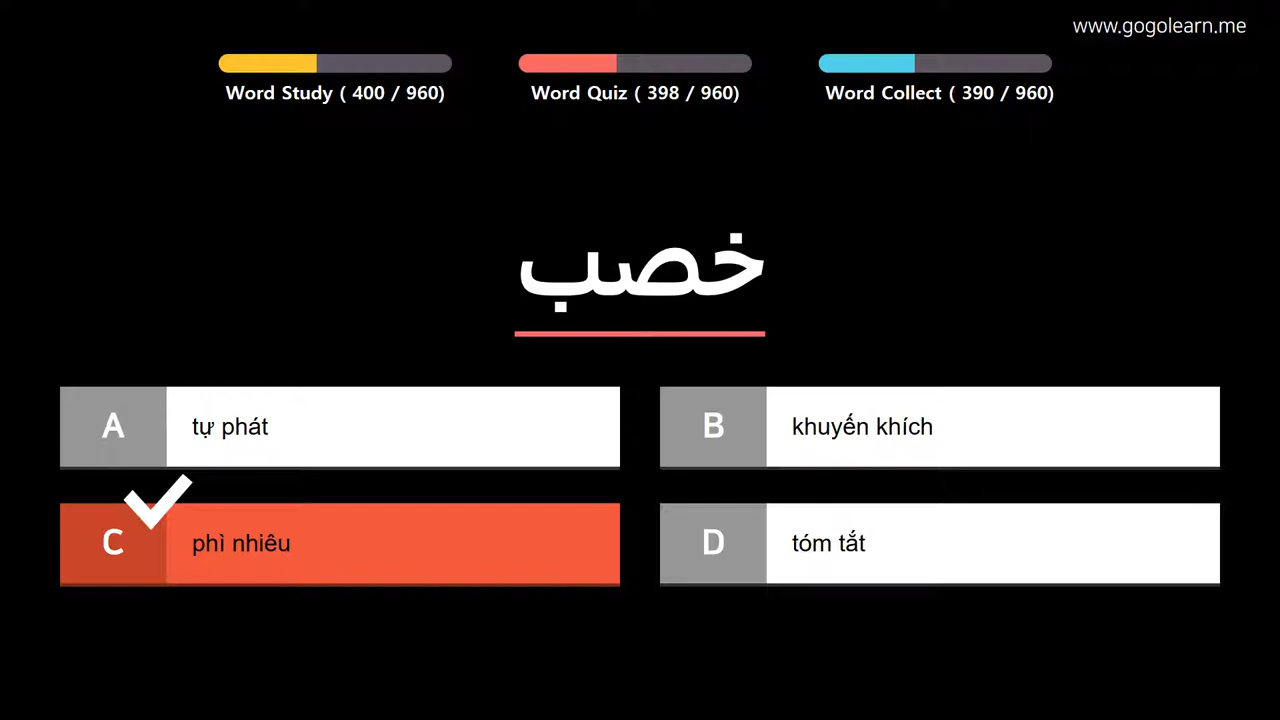 www.gogolearn.me
Word Study ( 400 / 960)
Word Quiz ( 398 / 960)
Word Collect ( 390 / 960)
خصب
A
tự phát
B
khuyến khích
C
phì nhiêu
D
tóm tắt